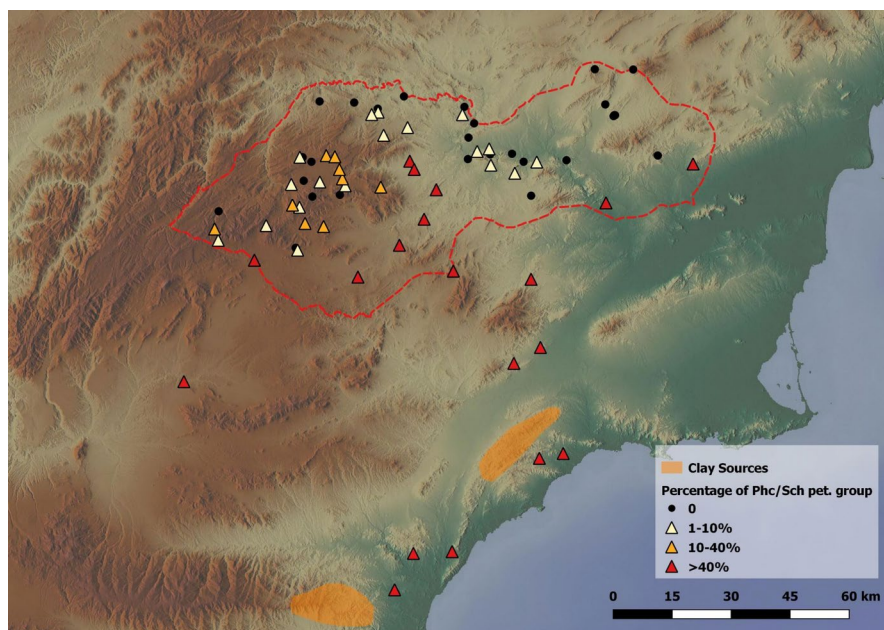 Clay Sources
Percentage of Phc/Sch pet. group
0
1-10%
10-40%
>40%
0 15 30 45 60 km